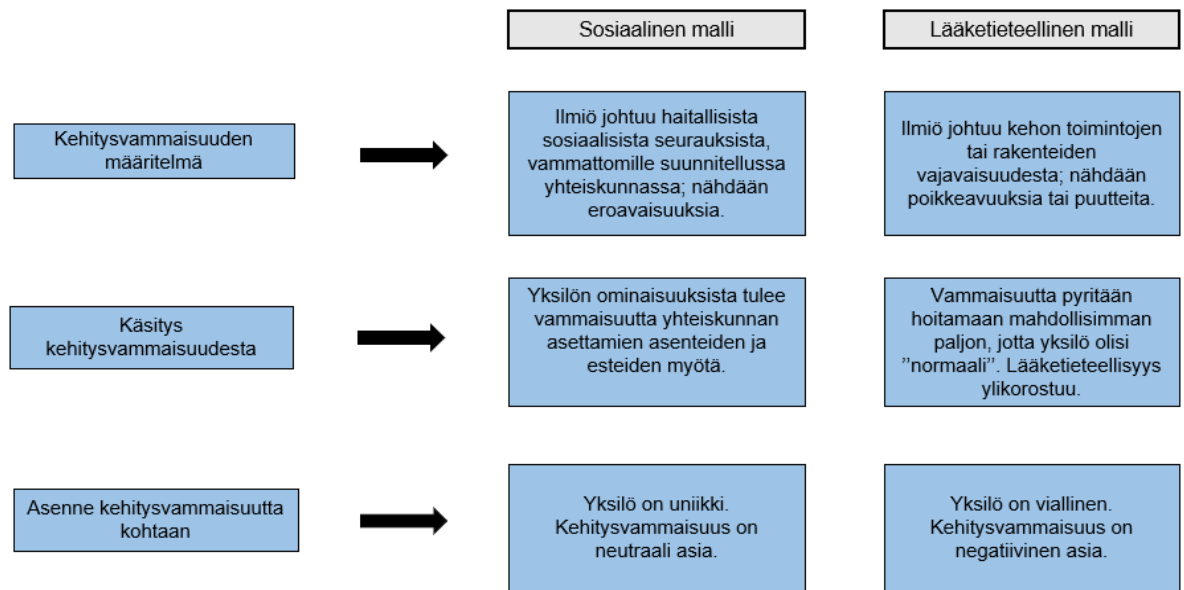 Sosiaalinen malli
Lääketieteellinen malli
Kehitysvammaisuuden
määritelmä
Ilmiö johtuu haitallisista
sosiaalisista seurauksista,
vammattomille suunnitellussa
yhteiskunnassa; nähdään
eroavaisuuksia.
Ilmiö johtuu kehon toimintojen
tai rakenteiden
vajavaisuudesta; nähdään
poikkeavuuksia tai puutteita.
Käsitys
kehitysvammaisuudesta
Yksilön ominaisuuksista tulee
vammaisuutta yhteiskunnan
asettamien asenteiden ja
esteiden myötä.
Vammaisuutta pyritään
hoitamaan mahdollisimman
paljon, jotta yksilö olisi
’’normaali’’. Lääketieteellisyys
ylikorostuu.
Asenne kehitysvammaisuutta
kohtaan
Yksilö on uniikki.
Kehitysvammaisuus on
neutraali asia.
Yksilö on viallinen.
Kehitysvammaisuus on
negatiivinen asia.